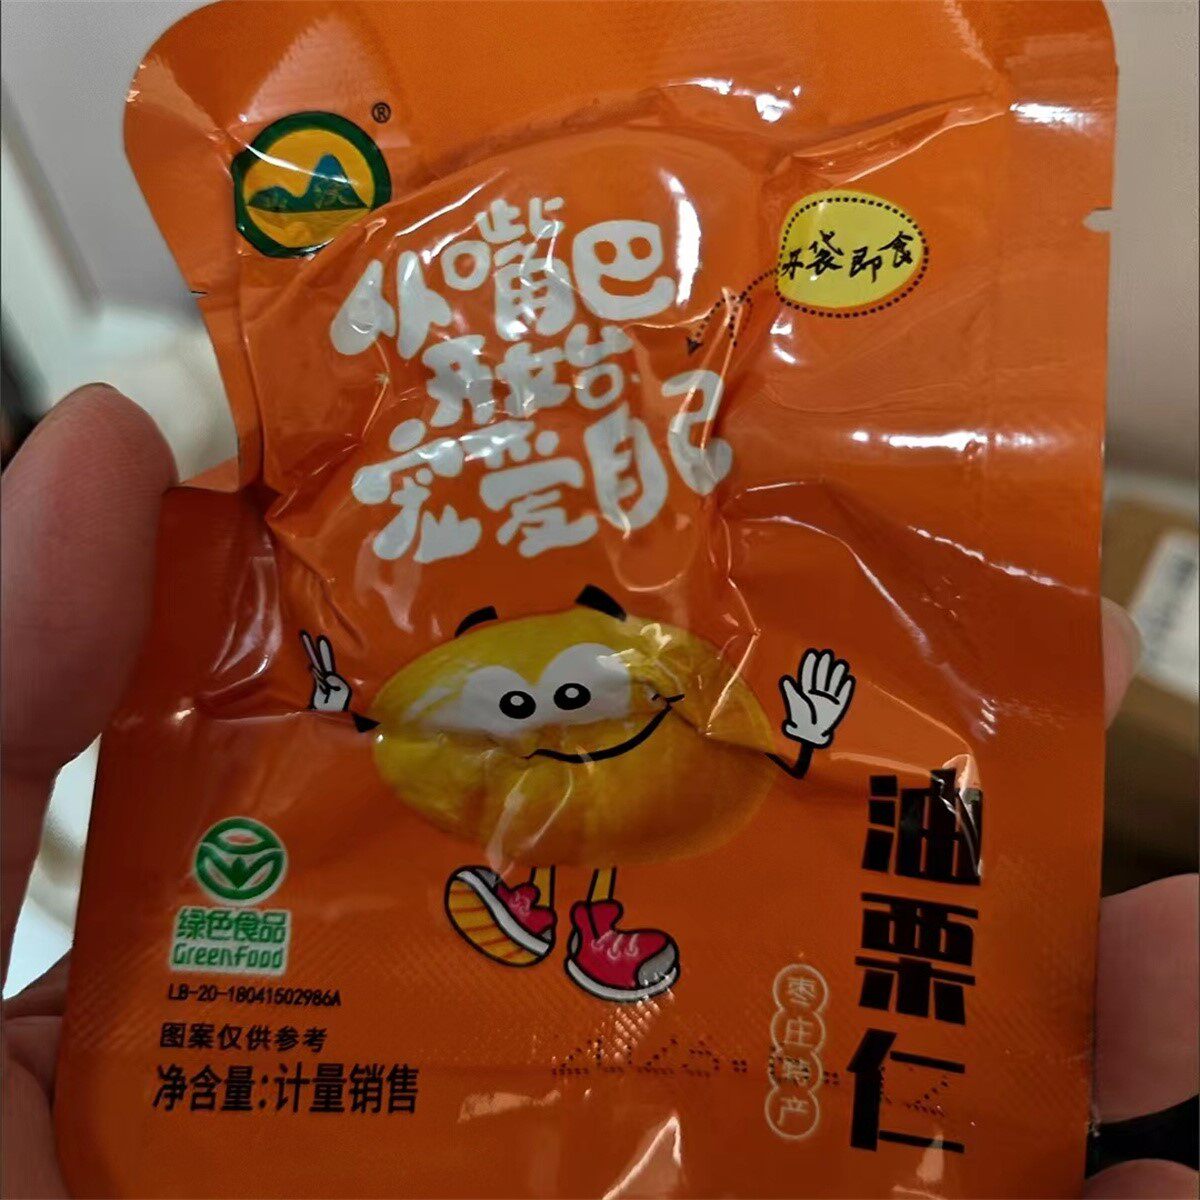 ®
山沃
从嘴巴
开始
宠爱自己
开袋即食
绿色食品
GreenFood
LB-20-18041502986A
图案仅供参考
净含量:计量销售
枣庄特产
油栗仁